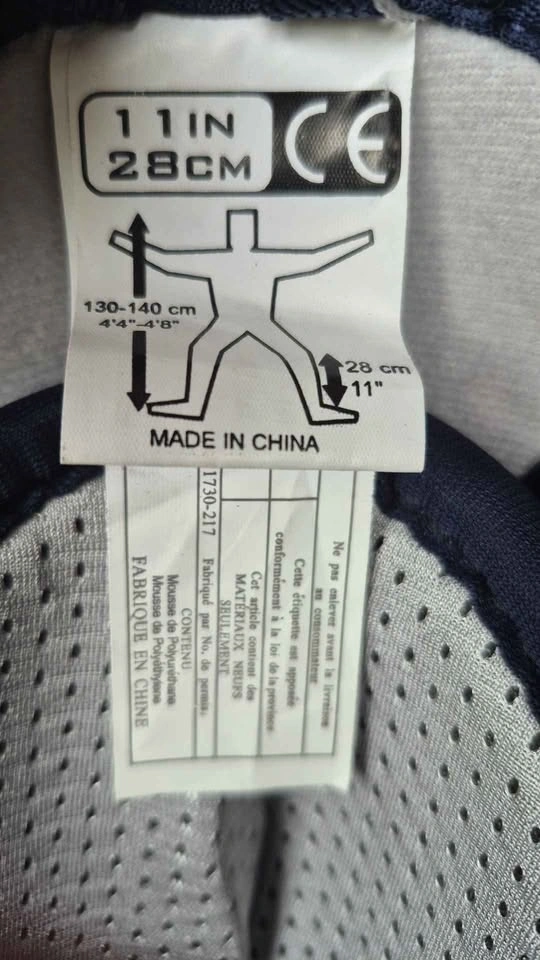 11IN
28CM
CE
130-140 cm
4'4"-4'8"
28 cm
11"
MADE IN CHINA
Ne pas enlever avant la livraison
au consommateur
Cette étiquette est apposée
conformément à la loi de la province
Cet article contient des
MATÉRIAUX NEUFS
SEULEMENT
Fabriqué par No. de permis.
1730-217
CONTENU
Mousse de Polyuréthane
Mousse de Polyéthylène
FABRIQUE EN CHINE